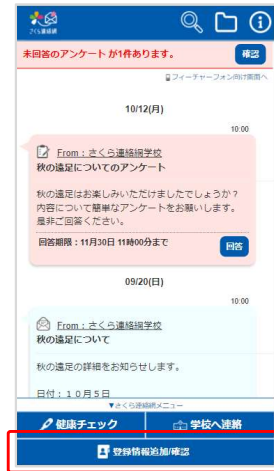 さくら連絡網
未回答のアンケート が1件あります。
確認
フィーチャーフォン向け画面へ
10/12(月)
10:00
From：さくら連絡網学校
秋の遠足についてのアンケート
秋の遠足はお楽しみいただけましたでしょうか？
内容について簡単なアンケートをお願いします。
是非ご回答ください。
回答期限：11月30日 11時00分まで
回答
09/20(日)
10:00
From：さくら連絡網学校
秋の遠足について
秋の遠足の詳細をお知らせします。
日付：１０月５日
▼さくら連絡網メニュー
健康チェック
学校へ連絡
登録情報追加/確認